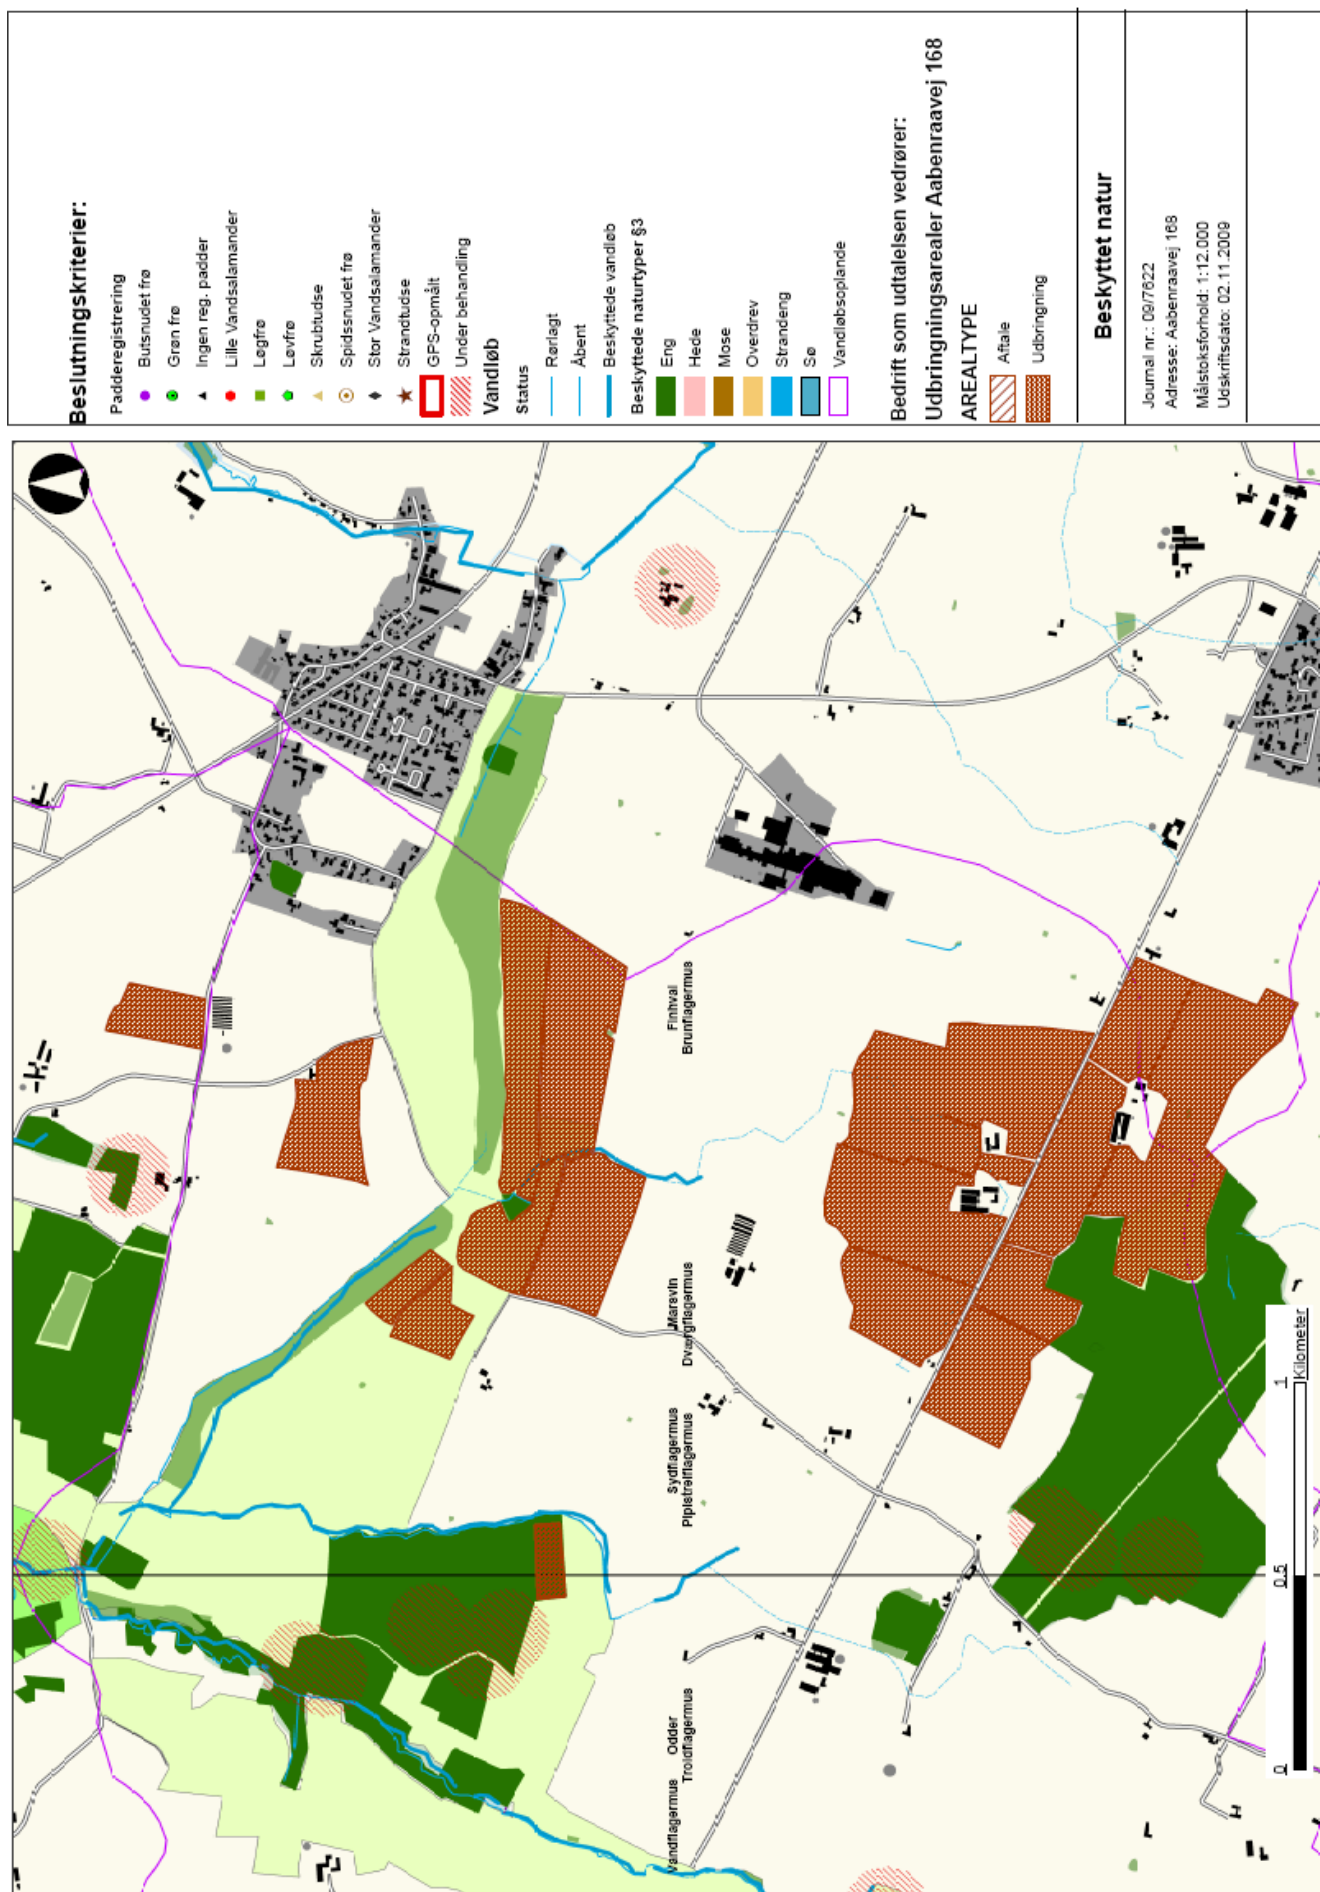 Beslutningskriterier:
Padderegistrering
Butsnudet frø
Grøn frø
Ingen reg. padder
Lille Vandsalamander
Løgfrø
Løvfrø
Skrubtudse
Spidssnudet frø
Stor Vandsalamander
Strandtudse
GPS-opmålt
Under behandling
Vandløb
Status
Rørlagt
Åbent
Beskyttede vandløb
Beskyttede naturtyper §3
Eng
Hede
Mose
Overdrev
Strandeng
Sø
Vandløbsoplande
Bedrift som udtalelsen vedrører:
Udbringningsarealer Aabenraavej 168
AREALTYPE
Aftale
Udbringning
Beskyttet natur
Journal nr.: 09/7622
Adresse: Aabenraavej 168
Målstoksforhold: 1:12.000
Udskriftsdato: 02.11.2009
Vandflagermus
Odder
Troldflagermus
Sydflagermus
Pipistrelflagermus
Marsvin
Dværgflagermus
Finhval
Brunflagermus
0 0,5 1
Kilometer